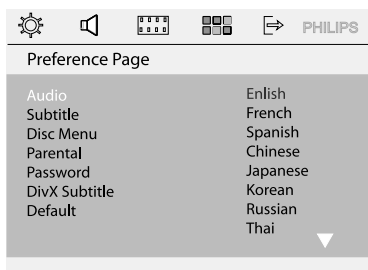 PHILIPS
Preference Page
Audio
Subtitle
Disc Menu
Parental
Password
DivX Subtitle
Default
Enlish
French
Spanish
Chinese
Japanese
Korean
Russian
Thai